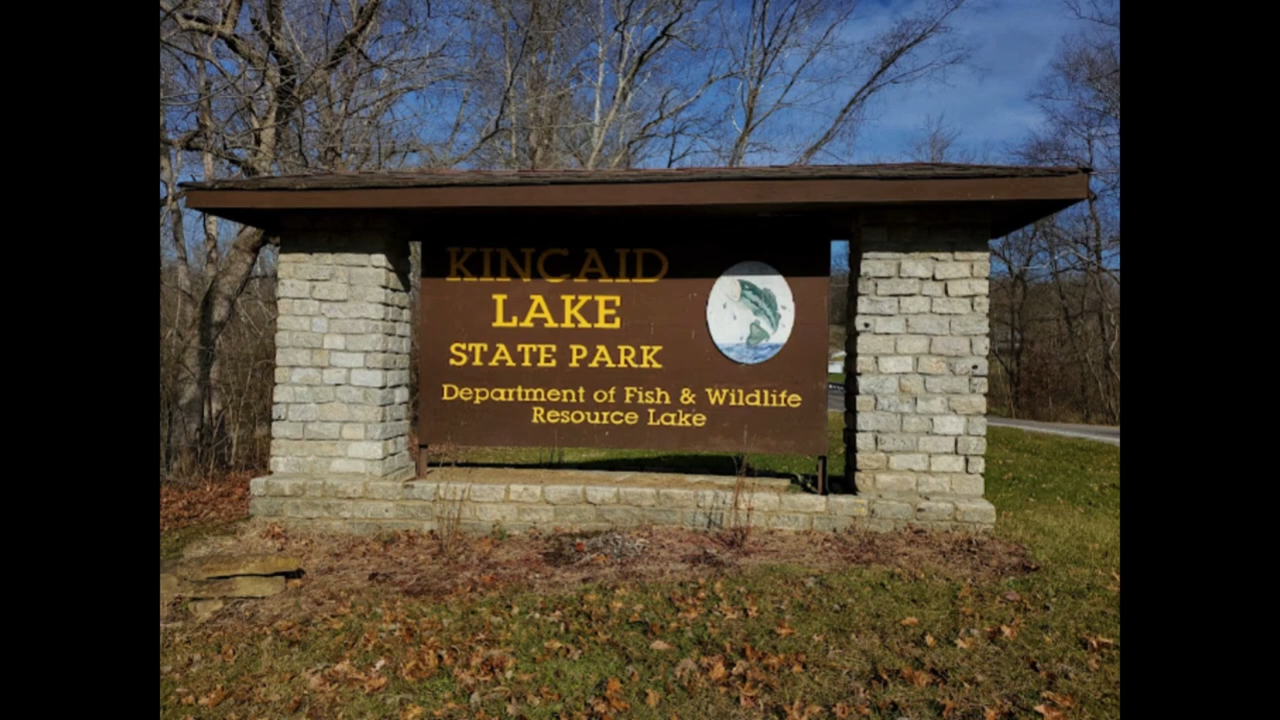 KINCAID
LAKE
STATE PARK
Department of Fish & Wildlife
Resource Lake